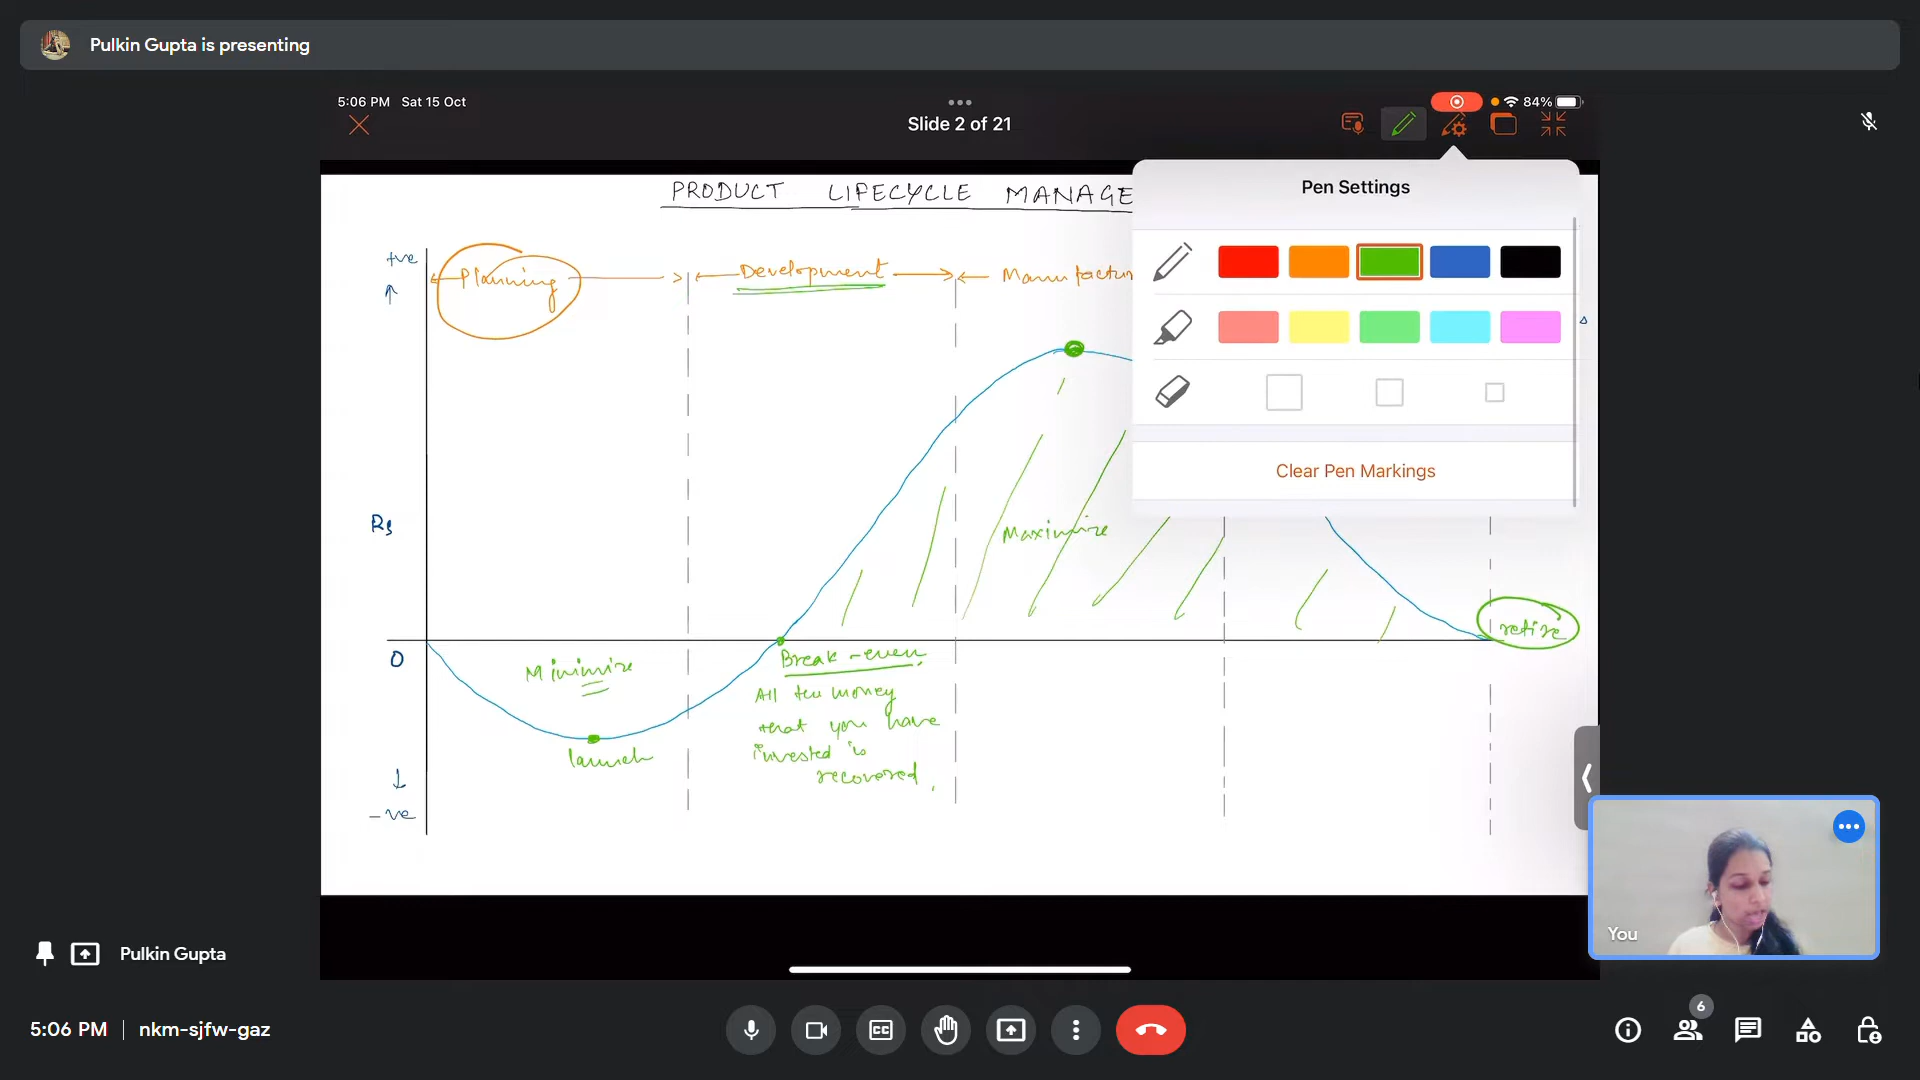 Pulkin Gupta is presenting
5:06 PM Sat 15 Oct
84%
Slide 2 of 21
Pen Settings
PRODUCT LIFECYCLE MANAGE
+ve
Planning
Development
Manufactur
Clear Pen Markings
Rs
Maximize
retire
0
Minimize
Break-even
All the money
that you have
invested is
recovered.
launch
-ve
You
Pulkin Gupta
5:06 PM | nkm-sjfw-gaz
CC
6